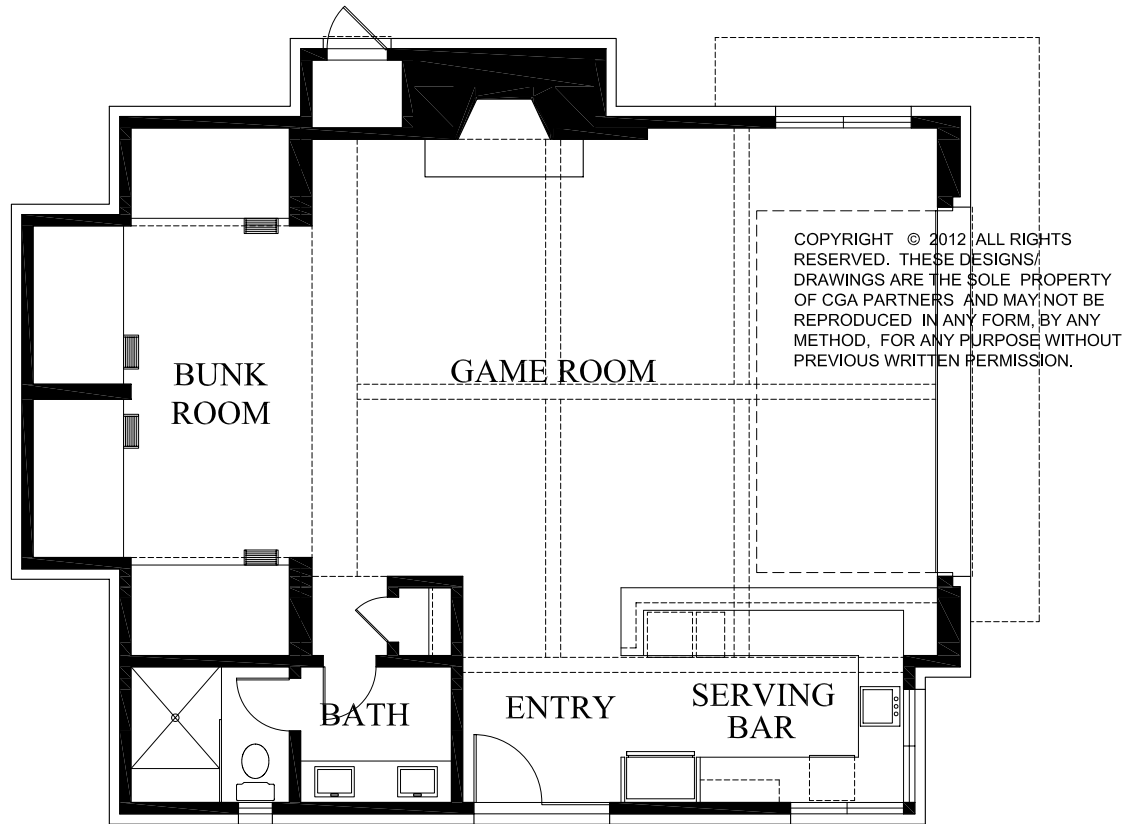 COPYRIGHT © 2012 ALL RIGHTS
RESERVED. THESE DESIGNS/
DRAWINGS ARE THE SOLE PROPERTY
OF CGA PARTNERS AND MAY NOT BE
REPRODUCED IN ANY FORM, BY ANY
METHOD, FOR ANY PURPOSE WITHOUT
PREVIOUS WRITTEN PERMISSION.
BUNK
ROOM
GAME ROOM
BATH
ENTRY
SERVING
BAR